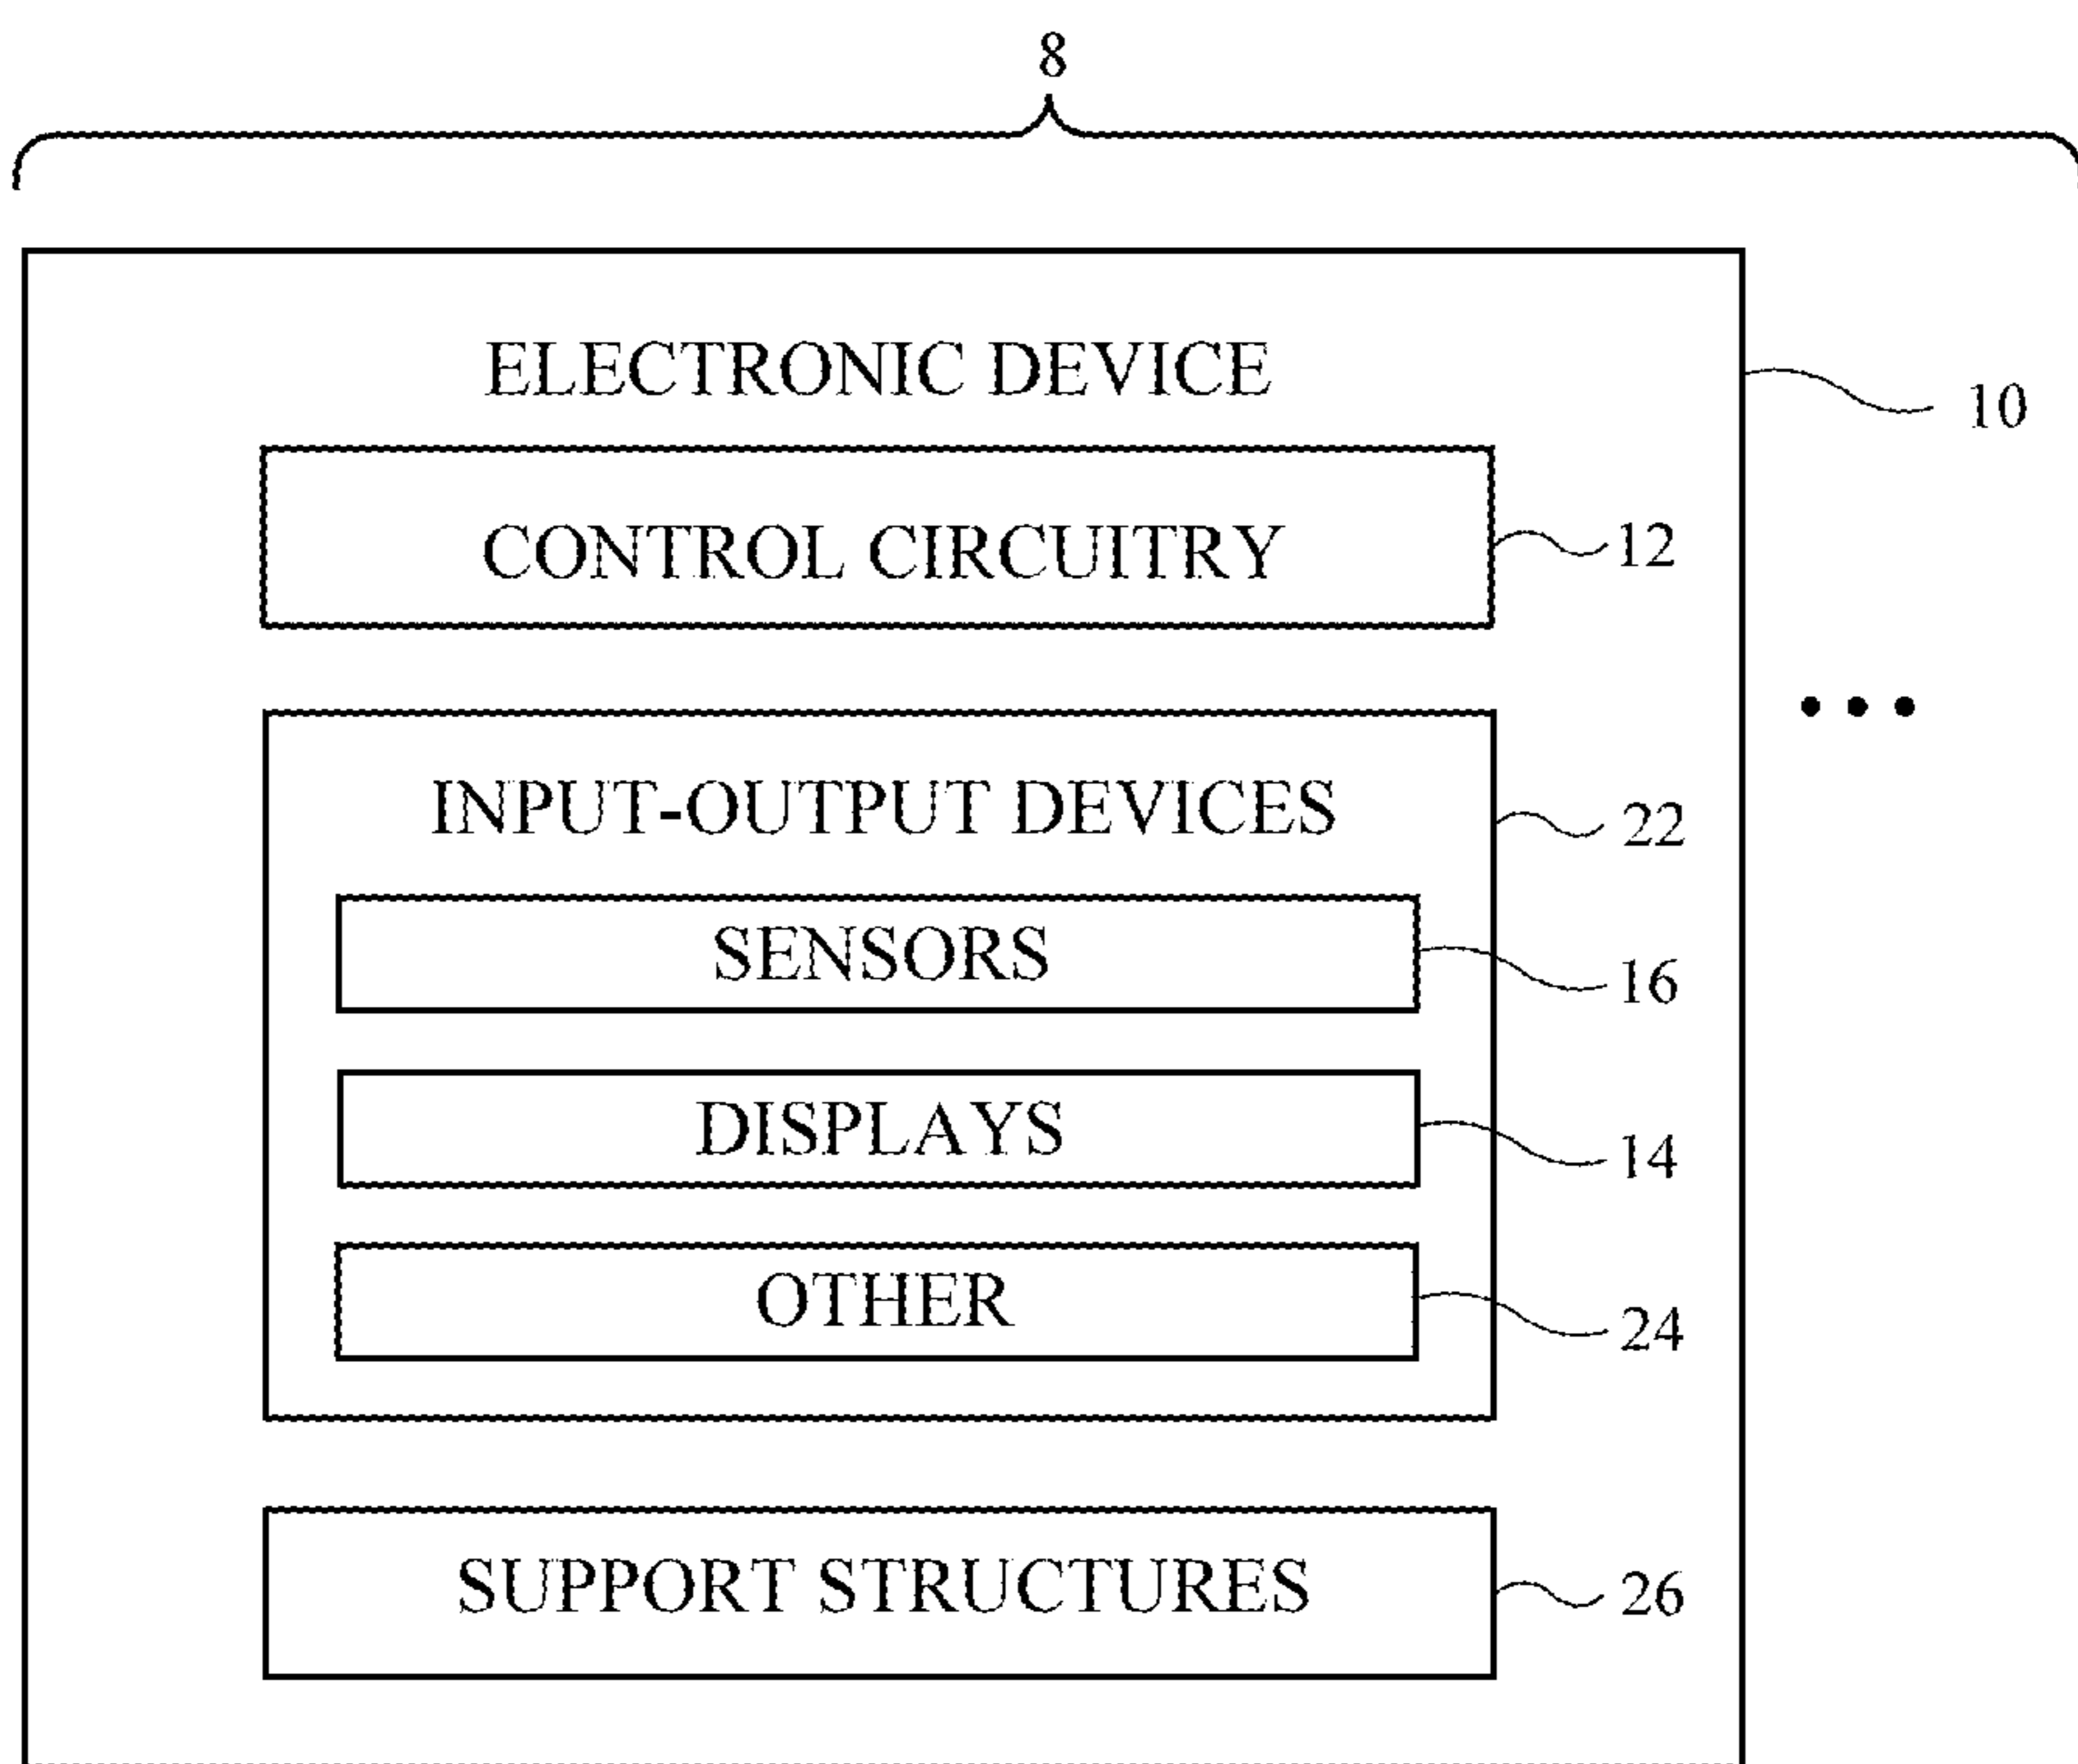 8
ELECTRONIC DEVICE
10
CONTROL CIRCUITRY
12
INPUT-OUTPUT DEVICES
22
SENSORS
16
DISPLAYS
14
OTHER
24
SUPPORT STRUCTURES
26